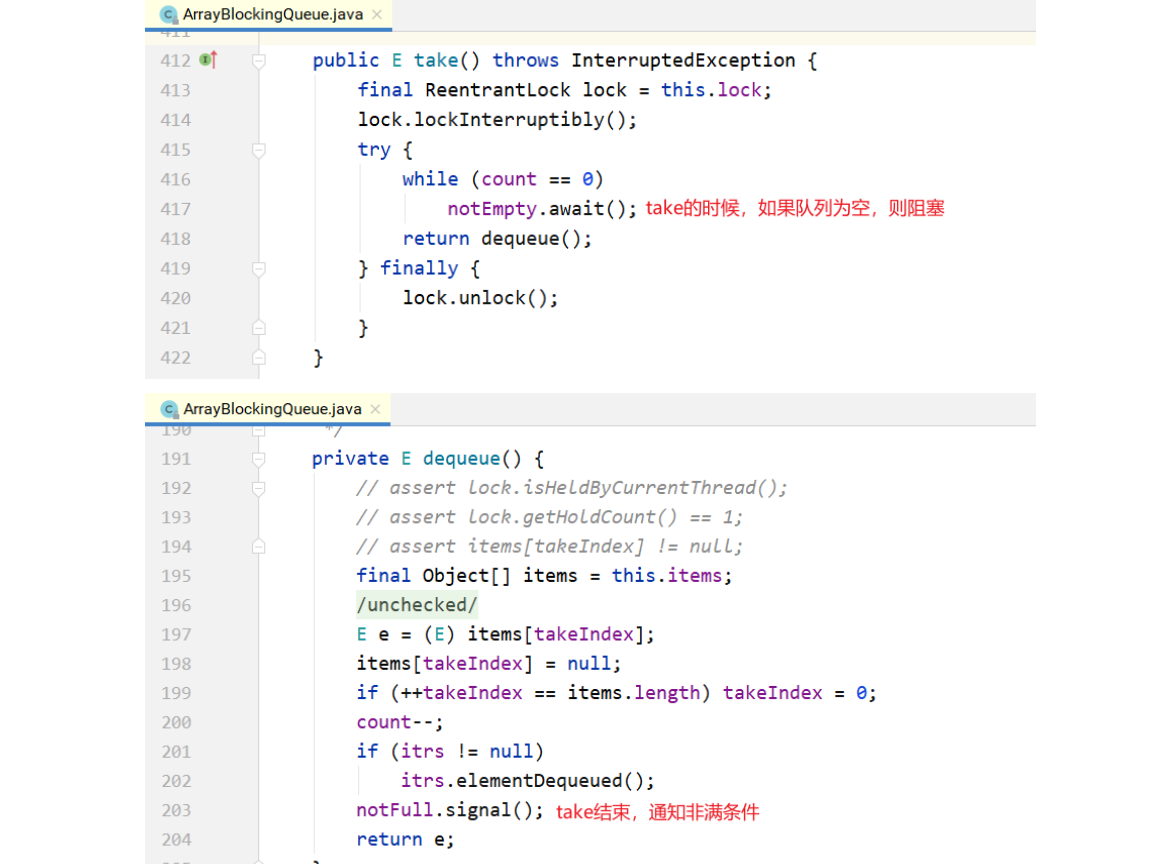 ArrayBlockingQueue.java
411
412 public E take() throws InterruptedException {
413 final ReentrantLock lock = this.lock;
414 lock.lockInterruptibly();
415 try {
416 while (count == 0)
417 notEmpty.await(); take的时候，如果队列为空，则阻塞
418 return dequeue();
419 } finally {
420 lock.unlock();
421 }
422 }
ArrayBlockingQueue.java
190 */
191 private E dequeue() {
192 // assert lock.isHeldByCurrentThread();
193 // assert lock.getHoldCount() == 1;
194 // assert items[takeIndex] != null;
195 final Object[] items = this.items;
196 /unchecked/
197 E e = (E) items[takeIndex];
198 items[takeIndex] = null;
199 if (++takeIndex == items.length) takeIndex = 0;
200 count--;
201 if (itrs != null)
202 itrs.elementDequeued();
203 notFull.signal(); take结束，通知非满条件
204 return e;